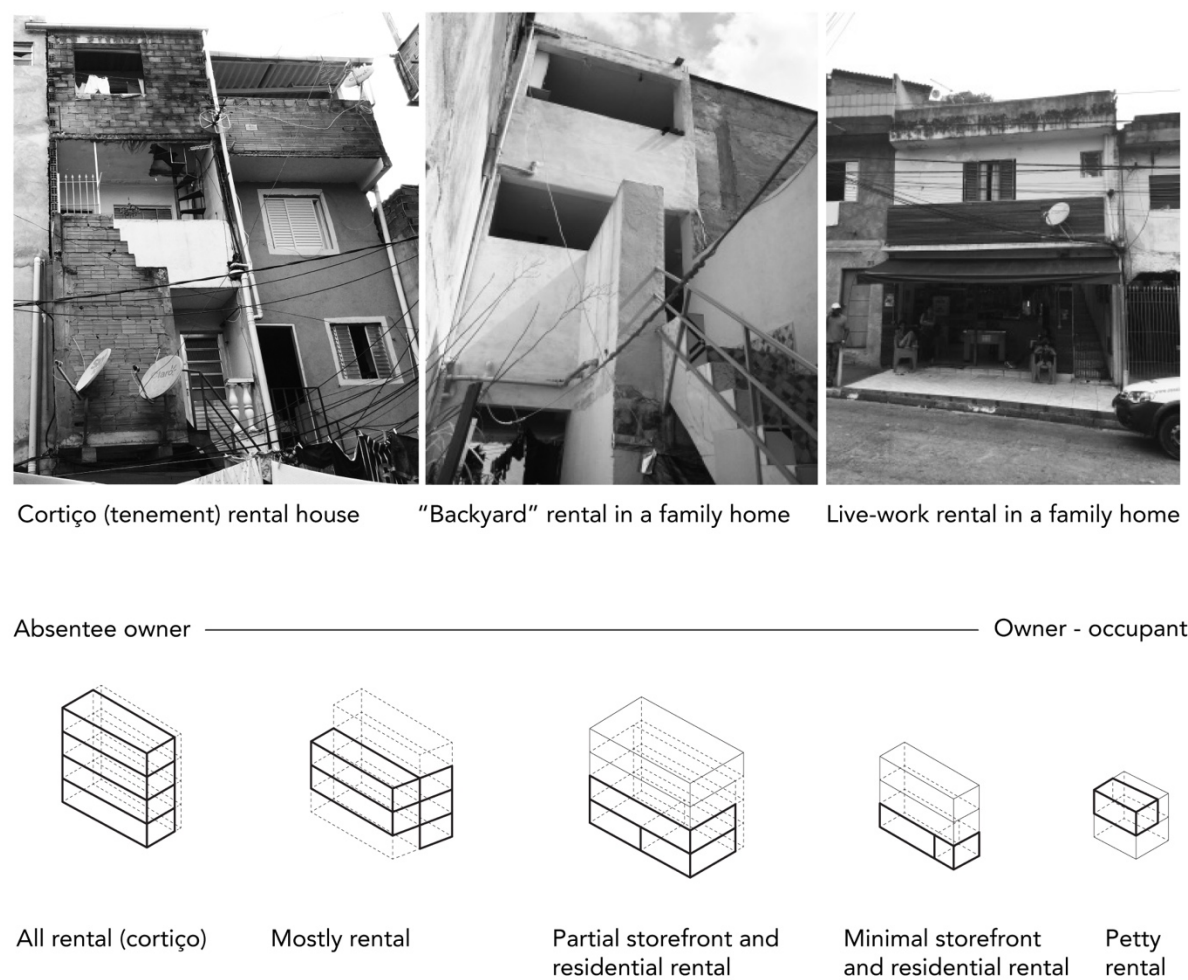 Cortiço (tenement) rental house
“Backyard” rental in a family home
Live-work rental in a family home
Absentee owner
Owner - occupant
All rental (cortiço)
Mostly rental
Partial storefront and
residential rental
Minimal storefront
and residential rental
Petty
rental